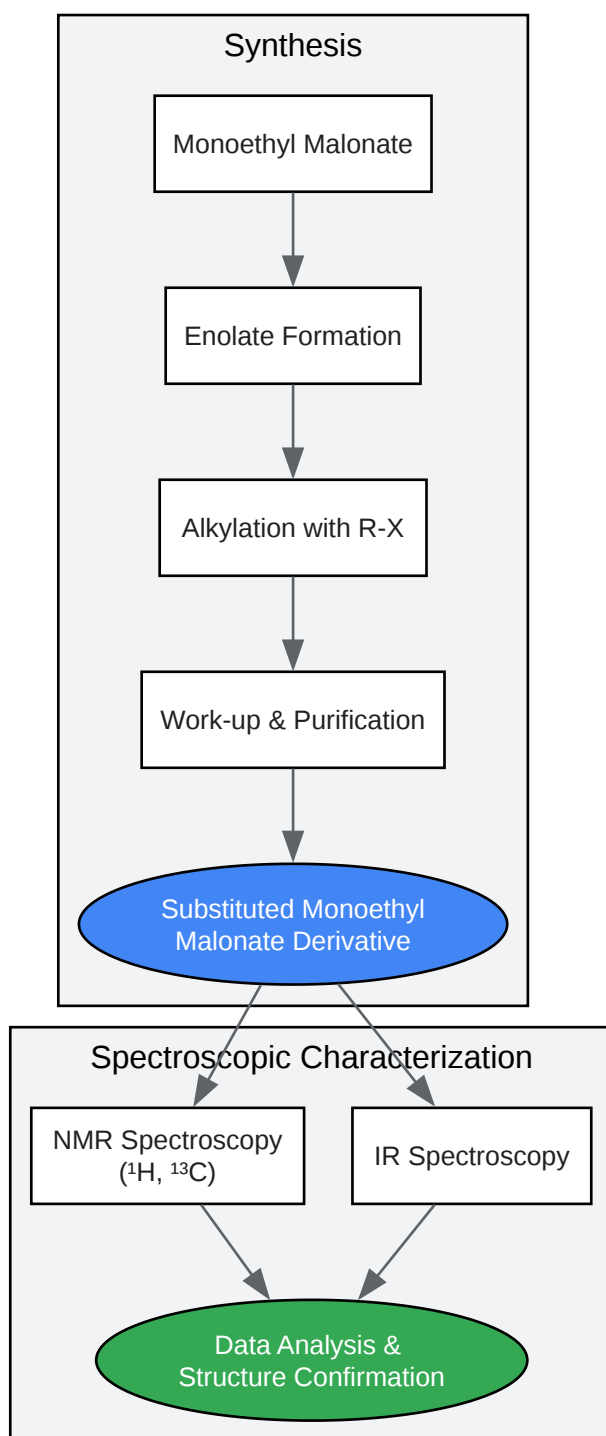 Synthesis
Monoethyl Malonate
Enolate Formation
Alkylation with R-X
Work-up & Purification
Substituted Monoethyl
Malonate Derivative
Spectroscopic Characterization
NMR Spectroscopy
(¹H, ¹³C)
IR Spectroscopy
Data Analysis &
Structure Confirmation